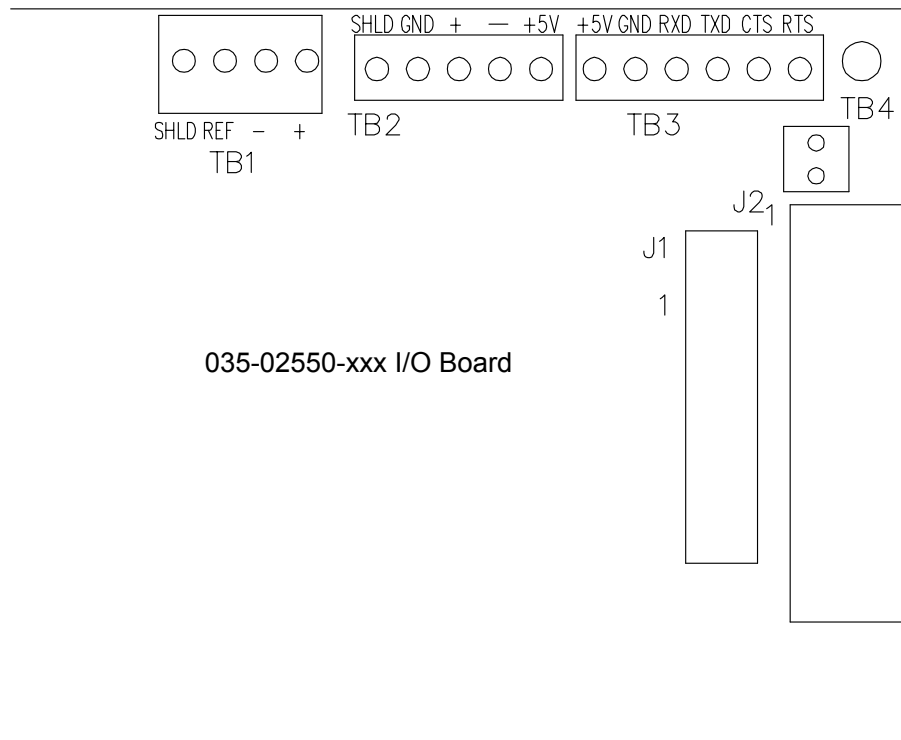 SHLD GND + — +5V
+5V GND RXD TXD CTS RTS
SHLD REF — +
TB1
TB2
TB3
TB4
J2
1
J1
1
035-02550-xxx I/O Board